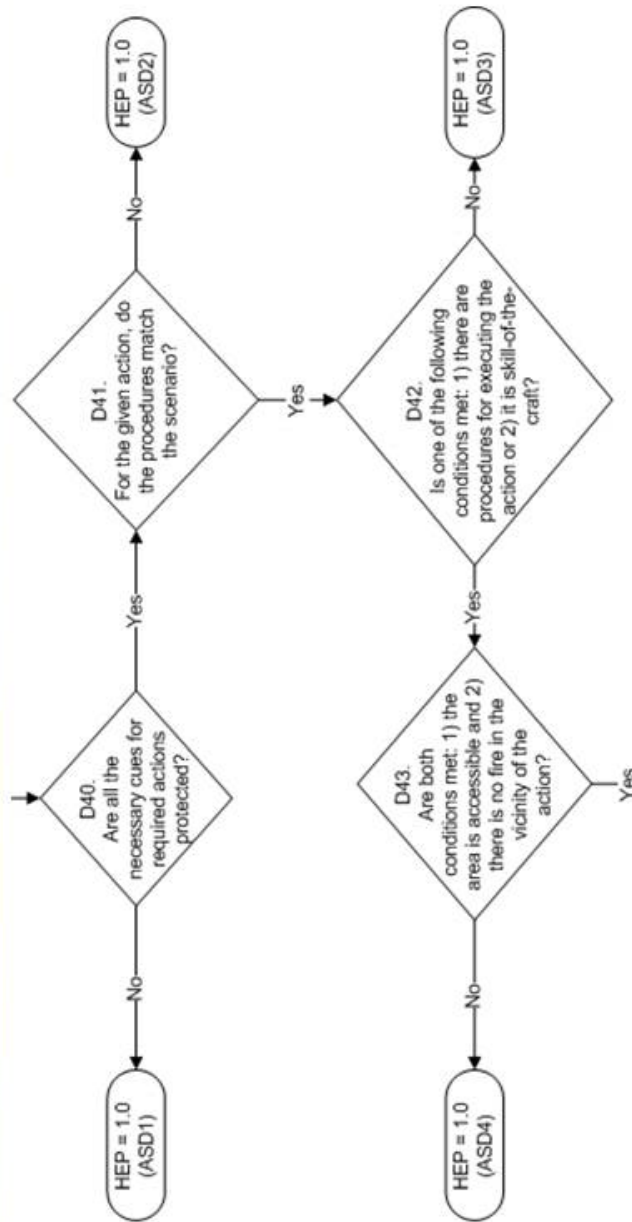 D40.
Are all the
necessary cues for
required actions
protected?
No
HEP = 1.0
(ASD1)
Yes
D41.
For the given action, do
the procedures match
the scenario?
No
HEP = 1.0
(ASD2)
Yes
D42.
Is one of the following
conditions met: 1) there are
procedures for executing the
action or 2) it is skill-of-the-
craft?
No
HEP = 1.0
(ASD3)
Yes
D43.
Are both
conditions met: 1) the
area is accessible and 2)
there is no fire in the
vicinity of the
action?
No
HEP = 1.0
(ASD4)
Yes